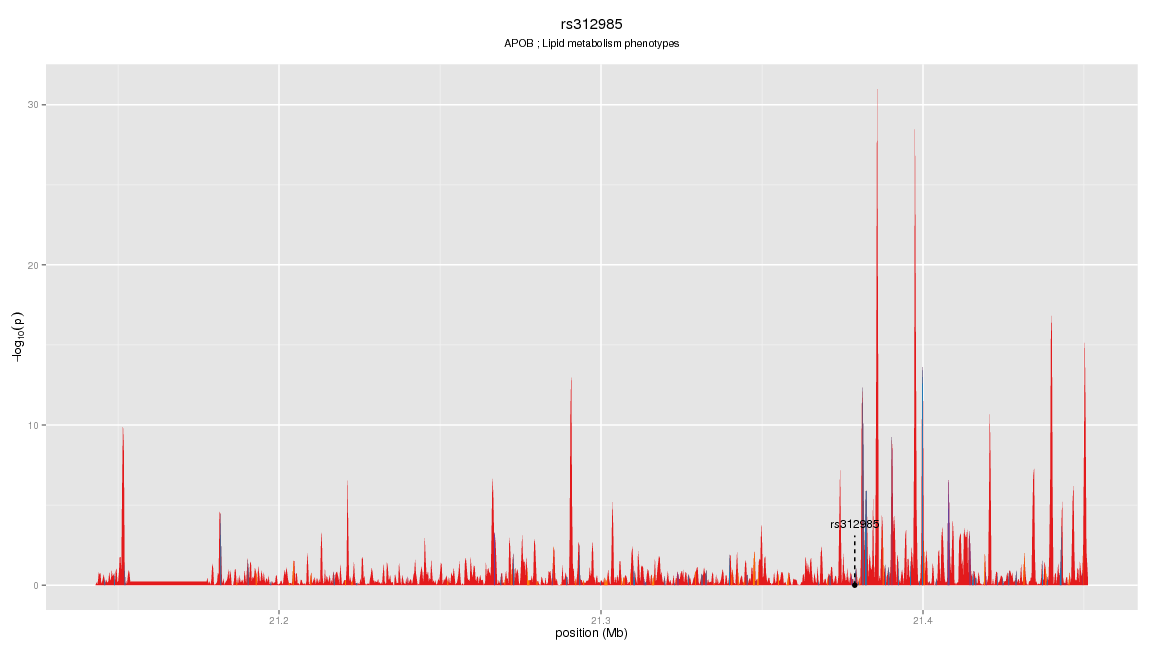 rs312985
APOB ; Lipid metabolism phenotypes
30
20
10
0
−log10(p)
rs312985
21.2
21.3
21.4
position (Mb)